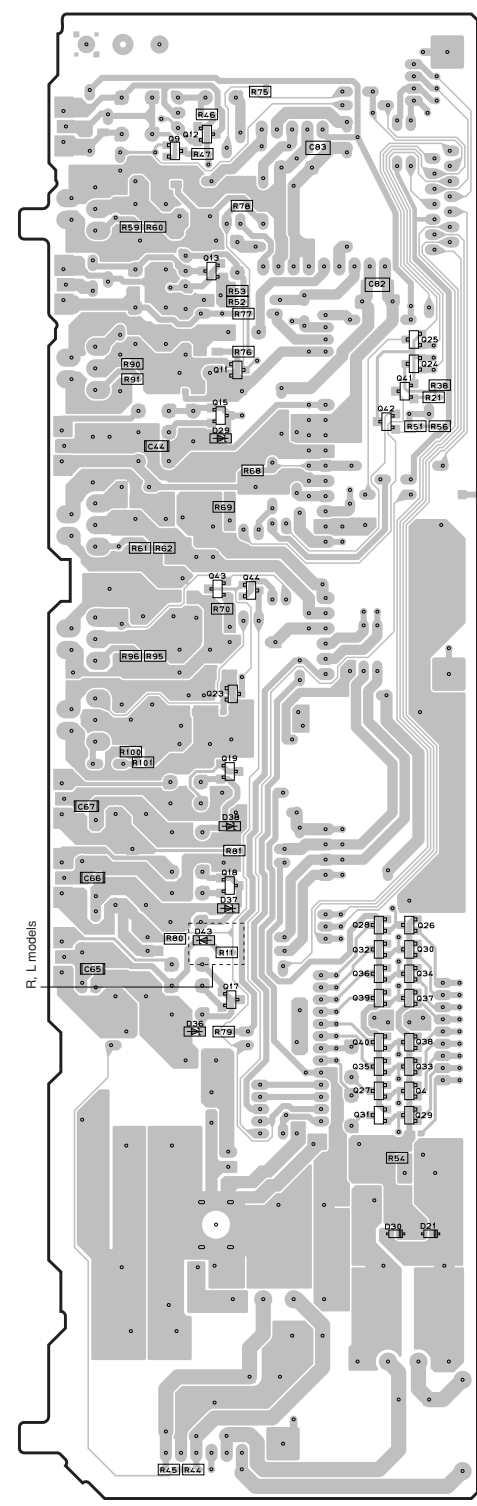 R75
R46
Q12
Q9
R47
C83
R78
R59 R60
Q13
C82
R53
R52
R77
Q25
R76
Q24
R90
Q11
R91
Q41
R38
R21
Q15
Q42
D29
R51 R56
C44
R68
R69
R61 R62
Q43 Q44
R70
R96 R95
Q23
R100
R101
Q19
C67
D38
R81
Q18
C66
D37
Q28 Q26
D43
R80
R11
Q32 Q30
R, L models
C65
Q36 Q34
Q17
Q39 Q37
D36 R79
Q40 Q38
Q35 Q33
Q27 Q4
Q31 Q29
R54
D30 D21
R45 R44